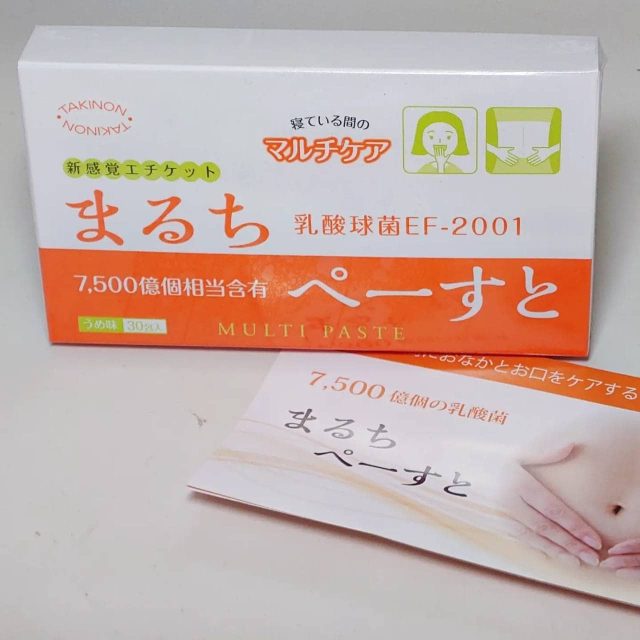 TAKINON・TAKINON・
寝ている間の
マルチケア
新感覚エチケット
まるち
乳酸球菌EF-2001
7,500億個相当含有
ぺーすと
うめ味 30包入
MULTI PASTE
におなかとお口をケアする
7,500億個の乳酸菌
まるち
ぺーすと